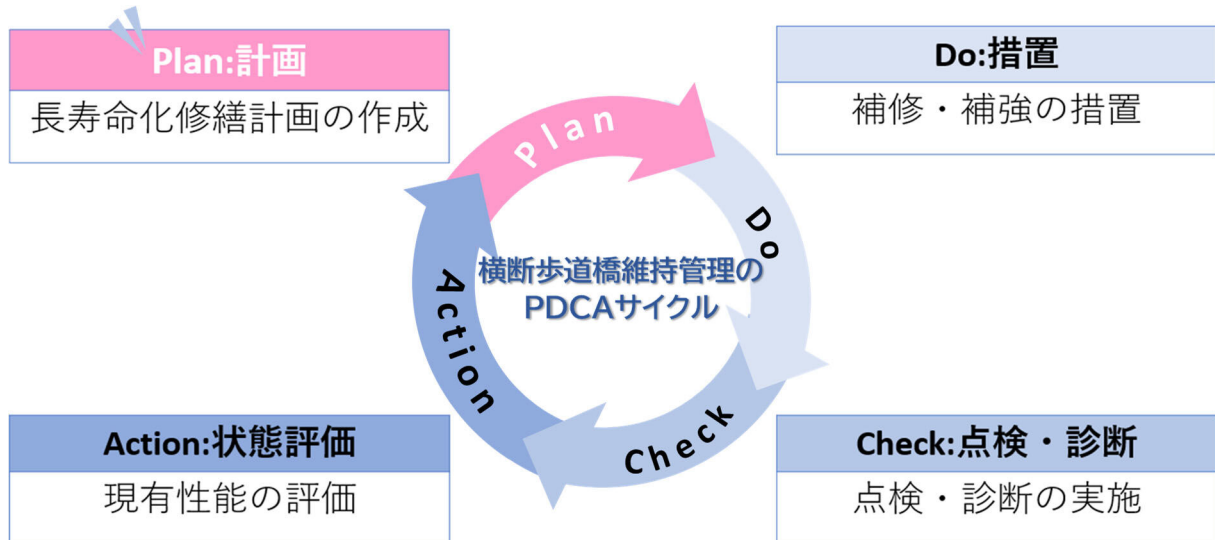 Plan:計画
長寿命化修繕計画の作成
Do:措置
補修・補強の措置
Plan
Do
Check
Action
横断歩道橋維持管理の
PDCAサイクル
Action:状態評価
現有性能の評価
Check:点検・診断
点検・診断の実施